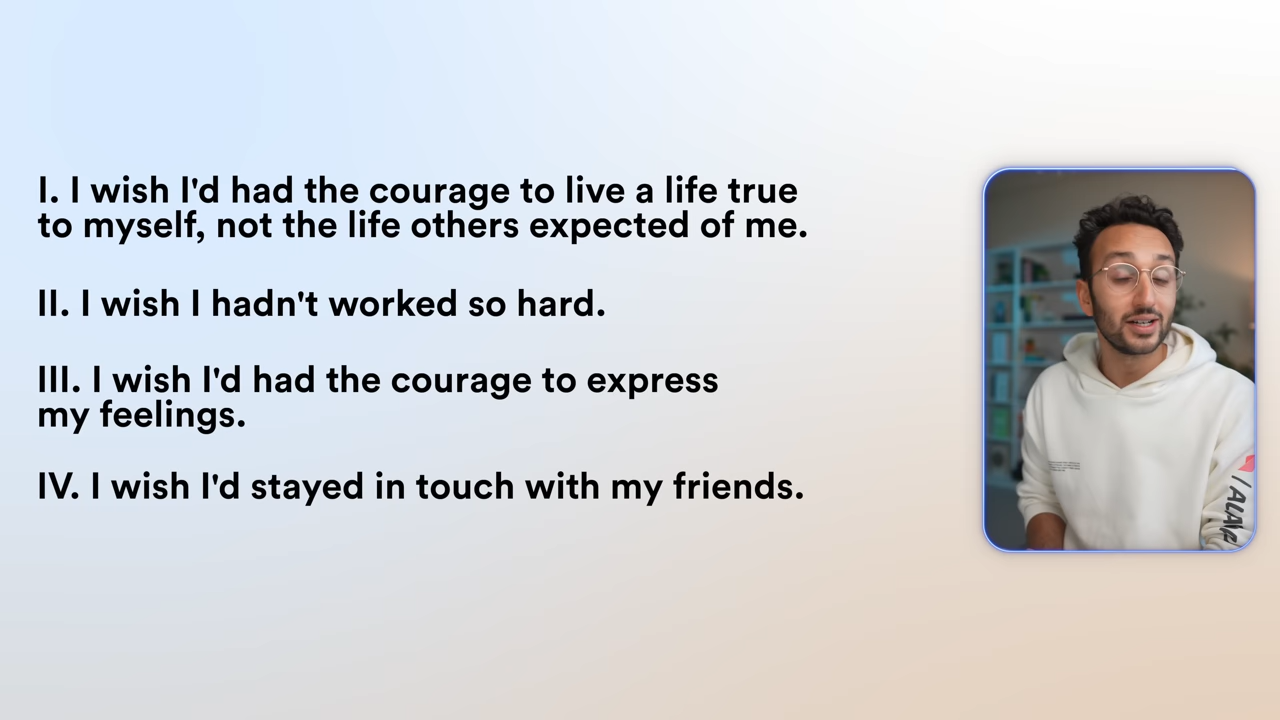 I. I wish I'd had the courage to live a life true
to myself, not the life others expected of me.
II. I wish I hadn't worked so hard.
III. I wish I'd had the courage to express
my feelings.
IV. I wish I'd stayed in touch with my friends.